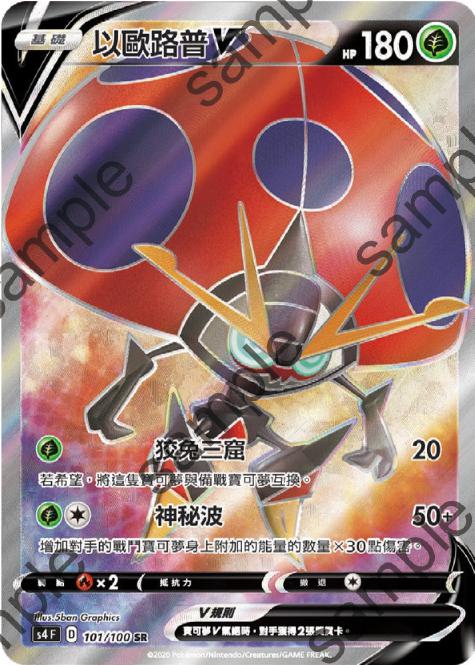 基礎
以歐路普V
HP 180
狡兔三窟 20
若希望，將這隻寶可夢與備戰寶可夢互換。
神秘波 50+
增加對手的戰鬥寶可夢身上附加的能量的數量×30點傷害。
弱點 ×2 抵抗力 撤退
Illus. 5ban Graphics
V規則
s4 F D 101/100 SR
寶可夢V氣絕時，對手獲得2張獎賞卡。
©2020 Pokémon/Nintendo/Creatures/GAME FREAK.
sample
sample
sample
sample
sample
sample
sample
sample